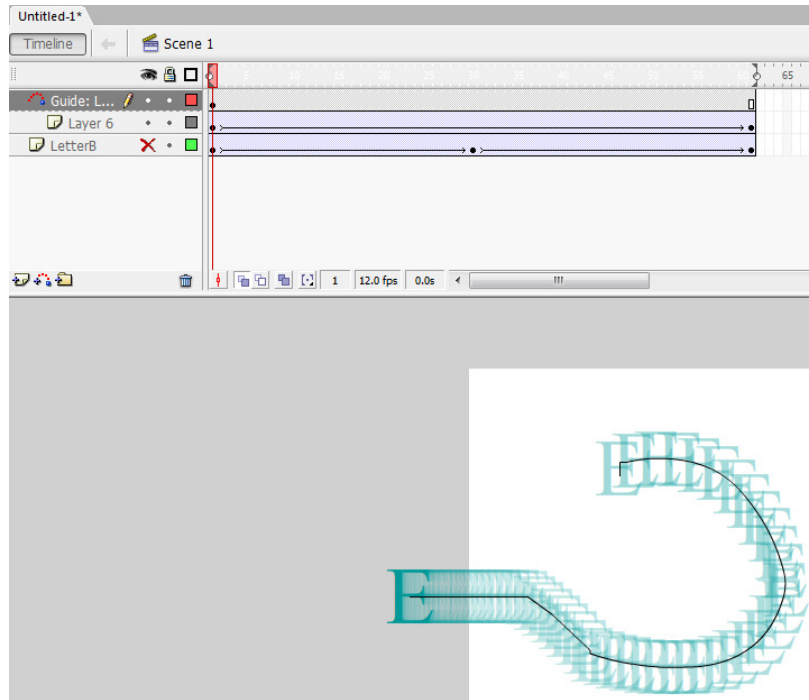 Untitled-1*
Timeline Scene 1
5 10 15 20 25 30 35 40 45 50 55 60 65
Guide: L...
Layer 6
LetterB
1 12.0 fps 0.0s
E